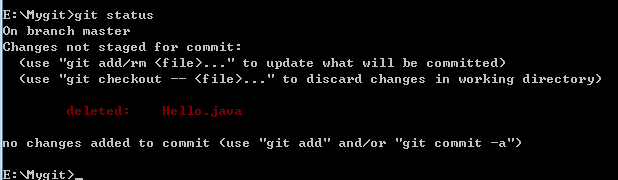 E:\Mygit>git status
On branch master
Changes not staged for commit:
  (use "git add/rm <file>..." to update what will be committed)
  (use "git checkout -- <file>..." to discard changes in working directory)
        deleted:    Hello.java
no changes added to commit (use "git add" and/or "git commit -a")
E:\Mygit>_